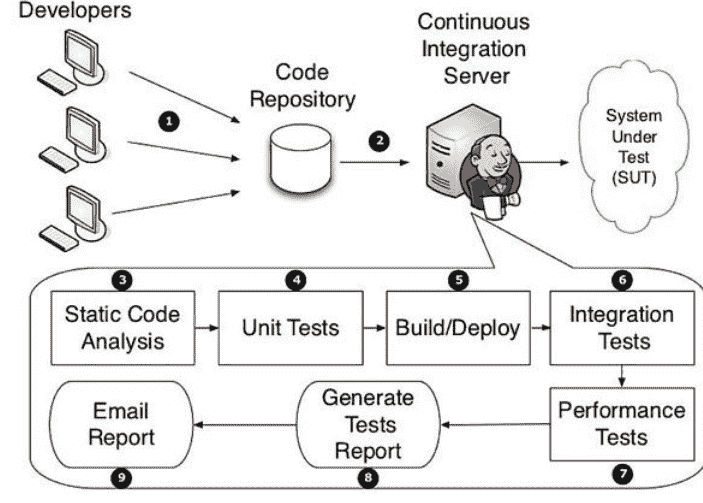 Developers
Continuous
Integration
Server
Code
Repository
1
2
System
Under
Test
(SUT)
3
4
5
6
Static Code
Analysis
Unit Tests
Build/Deploy
Integration
Tests
Email
Report
Generate
Tests
Report
Performance
Tests
9
8
7